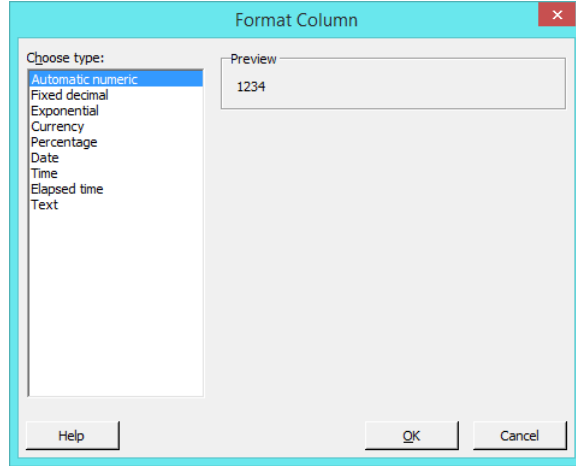 Format Column
Choose type:
Automatic numeric
Fixed decimal
Exponential
Currency
Percentage
Date
Time
Elapsed time
Text
Preview
1234
Help
OK
Cancel